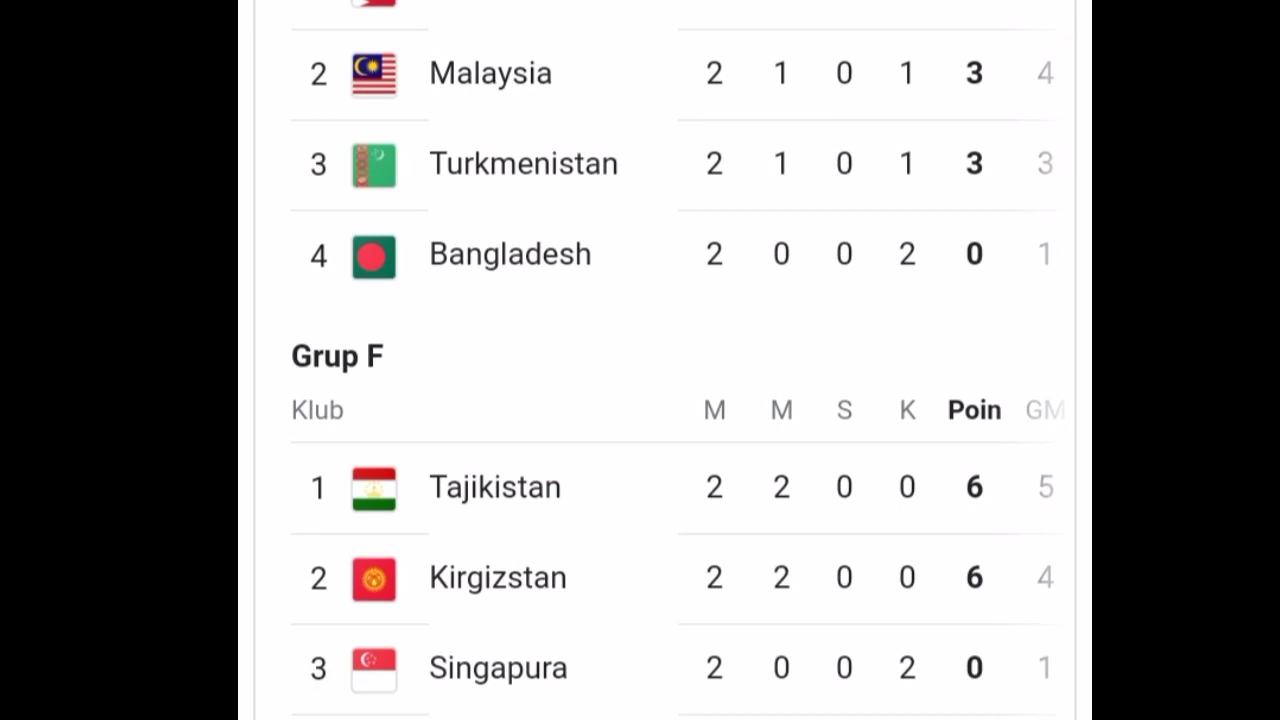 2 Malaysia 2 1 0 1 3 4
3 Turkmenistan 2 1 0 1 3 3
4 Bangladesh 2 0 0 2 0 1
Grup F
Klub M M S K Poin GM
1 Tajikistan 2 2 0 0 6 5
2 Kirgizstan 2 2 0 0 6 4
3 Singapura 2 0 0 2 0 1